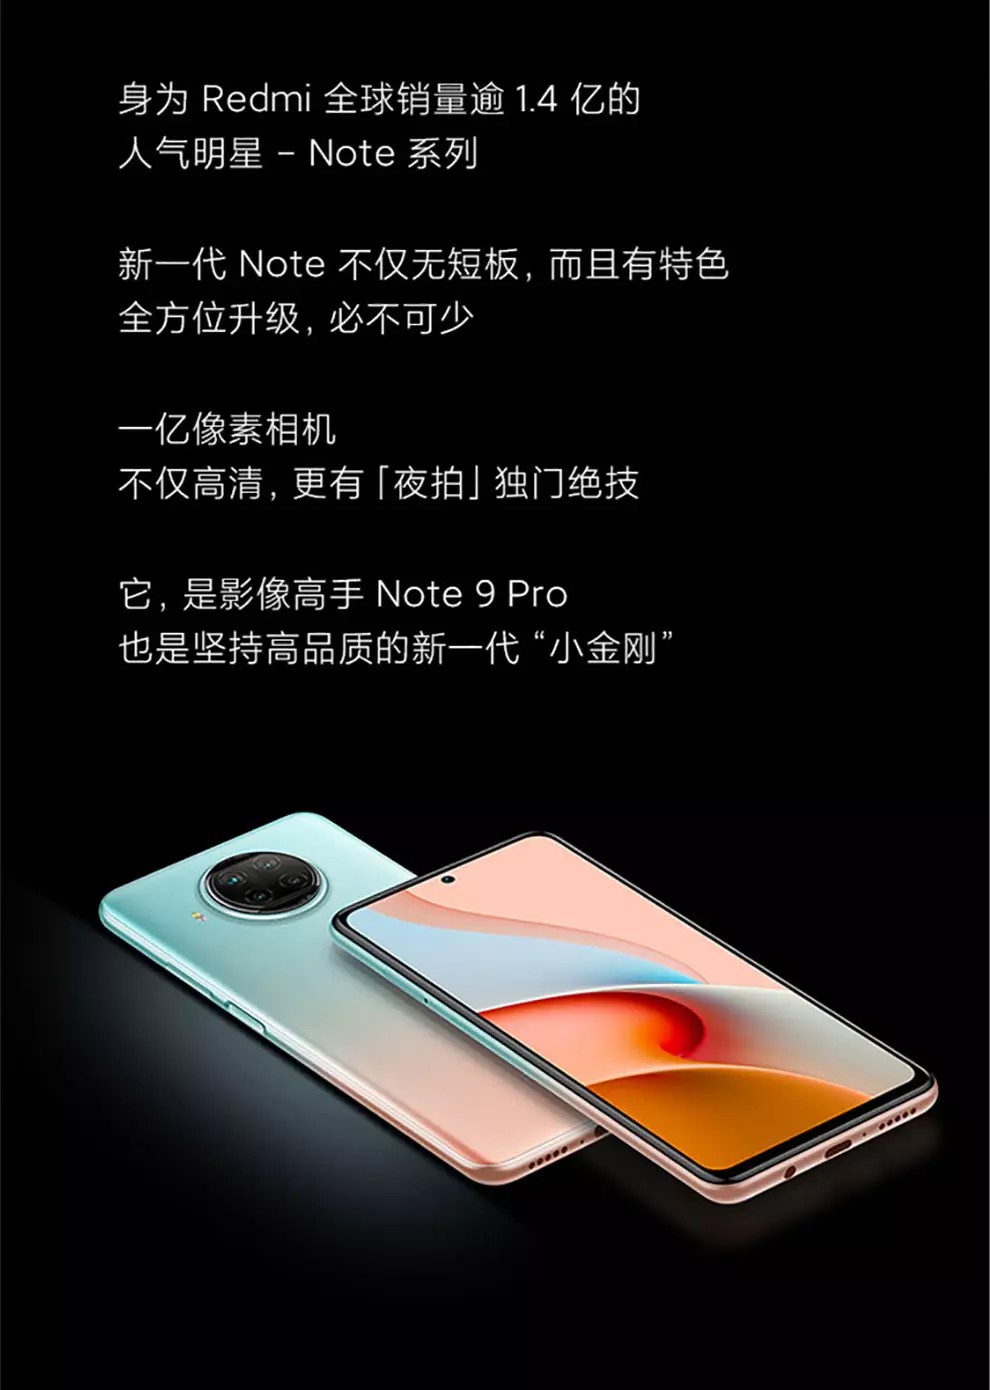 身为 Redmi 全球销量逾 1.4 亿的
人气明星 – Note 系列
新一代 Note 不仅无短板, 而且有特色
全方位升级, 必不可少
一亿像素相机
不仅高清, 更有「夜拍」独门绝技
它, 是影像高手 Note 9 Pro
也是坚持高品质的新一代 “小金刚”